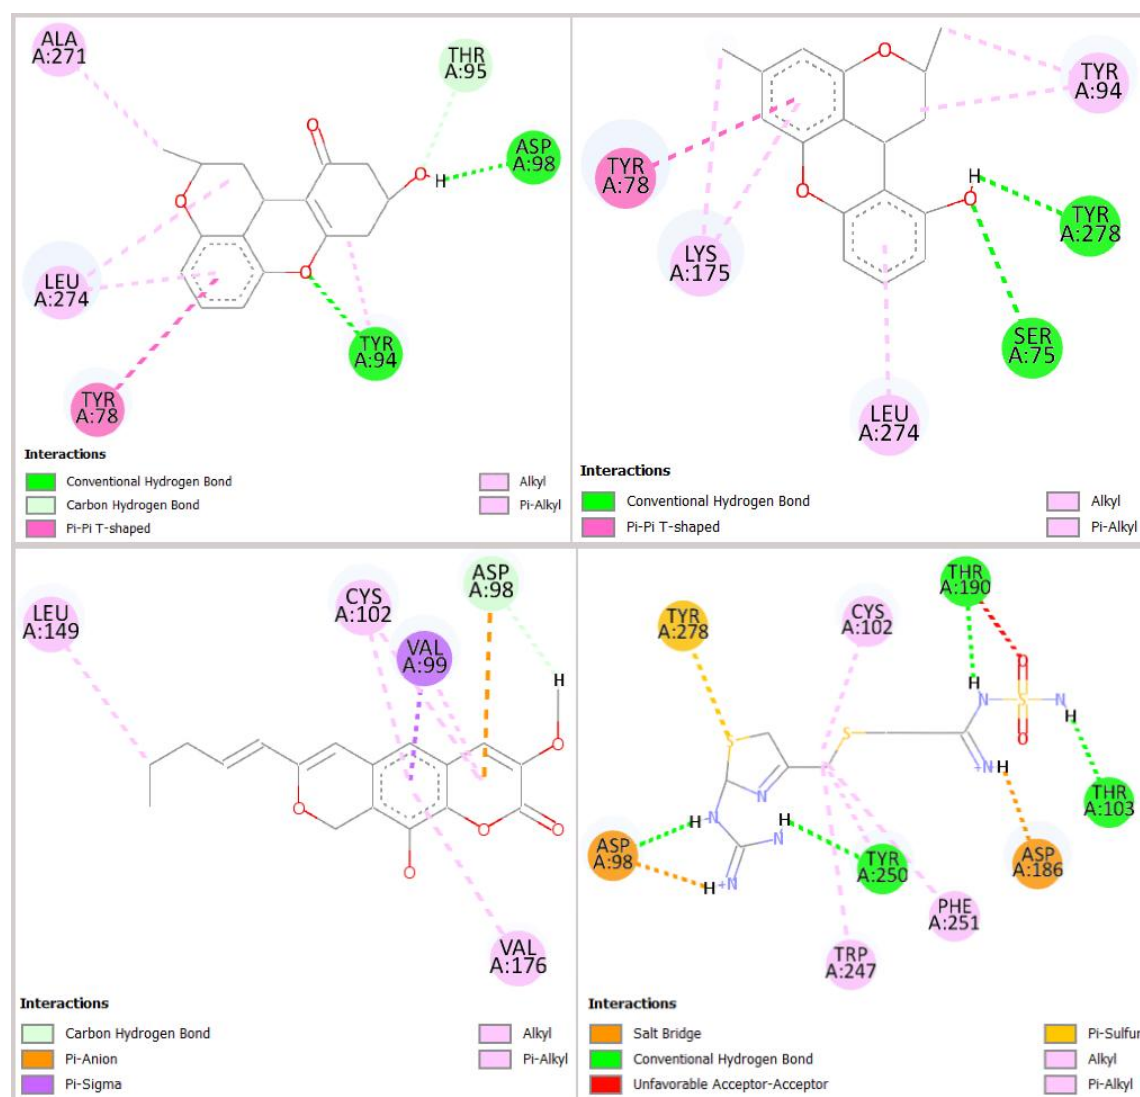 ALA
A:271
THR
A:95
O
O
H
ASP
A:98
O
LEU
A:274
O
TYR
A:94
TYR
A:78
Interactions
Conventional Hydrogen Bond
Carbon Hydrogen Bond
Pi-Pi T-shaped
Alkyl
Pi-Alkyl
O
TYR
A:94
TYR
A:78
H
O
O
TYR
A:278
LYS
A:175
SER
A:75
LEU
A:274
Interactions
Conventional Hydrogen Bond
Pi-Pi T-shaped
Alkyl
Pi-Alkyl
ASP
A:98
CYS
A:102
LEU
A:149
VAL
A:99
H
O
O
O
O
O
VAL
A:176
Interactions
Carbon Hydrogen Bond
Pi-Anion
Pi-Sigma
Alkyl
Pi-Alkyl
THR
A:190
CYS
A:102
TYR
A:278
O
H
N
S
N
H
S
S
O
+N
H
N
THR
A:103
H
N
H
N
ASP
A:98
TYR
A:250
ASP
A:186
H
+N
PHE
A:251
TRP
A:247
Interactions
Salt Bridge
Conventional Hydrogen Bond
Unfavorable Acceptor-Acceptor
Pi-Sulfur
Alkyl
Pi-Alkyl